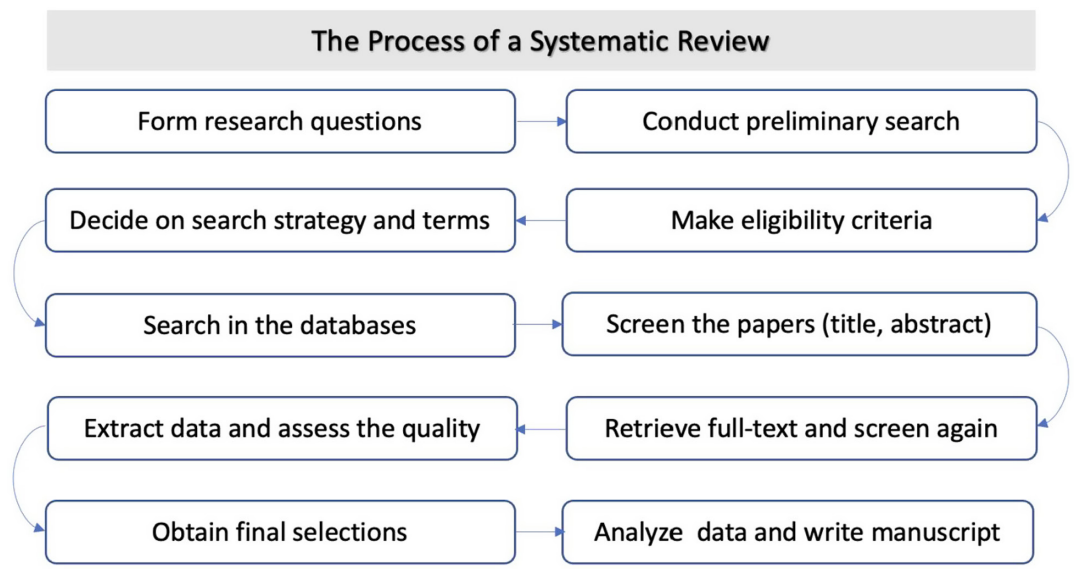 The Process of a Systematic Review
Form research questions
Conduct preliminary search
Make eligibility criteria
Decide on search strategy and terms
Search in the databases
Screen the papers (title, abstract)
Retrieve full-text and screen again
Extract data and assess the quality
Obtain final selections
Analyze  data and write manuscript